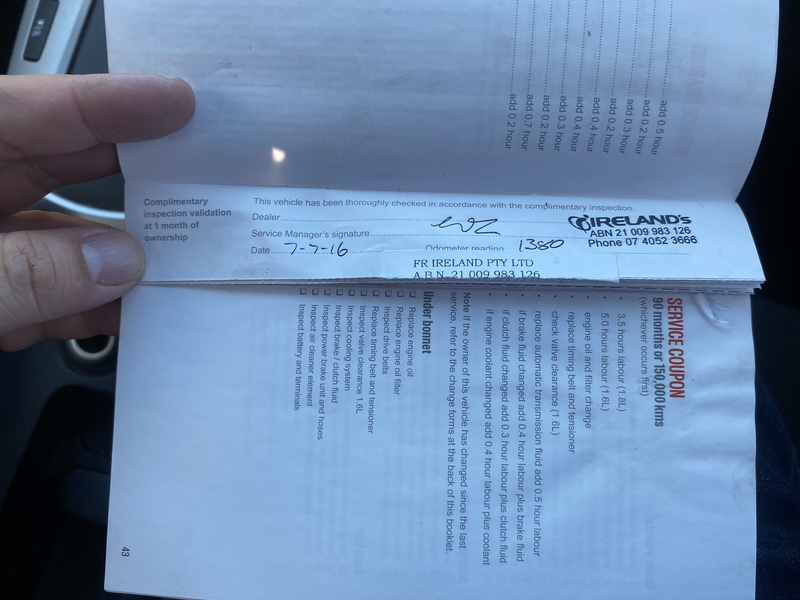 add 0.5 hour
add 0.2 hour
add 0.3 hour
add 0.2 hour
add 0.4 hour
add 0.4 hour
add 0.3 hour
add 0.2 hour
add 0.7 hour
add 0.2 hour
Complimentary
inspection validation
at 1 month of
ownership
This vehicle has been thoroughly checked in accordance with the complimentary inspection.
Dealer
Service Manager's signature
Date 7-7-16 Odometer reading 1380
IRELAND's
ABN 21 009 983 126
Phone 07 4052 3666
FR IRELAND PTY LTD
A.B.N. 21 009 983 126
SERVICE COUPON
90 months or 150,000 kms
(whichever occurs first)
• 3.5 hours labour (1.8L)
• 5.0 hours labour (1.6L)
engine oil and filter change
• replace timing belt and tensioner
check valve clearance (1.6L)
• replace automatic transmission fluid add 0.5 hour labour
• if brake fluid changed add 0.4 hour labour plus brake fluid
• if clutch fluid changed add 0.3 hour labour plus clutch fluid
• if engine coolant changed add 0.4 hour labour plus coolant
Note If the owner of this vehicle has changed since the last
service, refer to the change forms at the back of this booklet.
Under bonnet
☐ Replace engine oil
☐ Replace engine oil filter
☐ Inspect drive belts
☐ Replace timing belt and tensioner
☐ Inspect valve clearance 1.6L
☐ Inspect cooling system
☐ Inspect brake / clutch fluid
☐ Inspect power brake unit and hoses
☐ Inspect air cleaner element
☐ Inspect battery and terminals
43